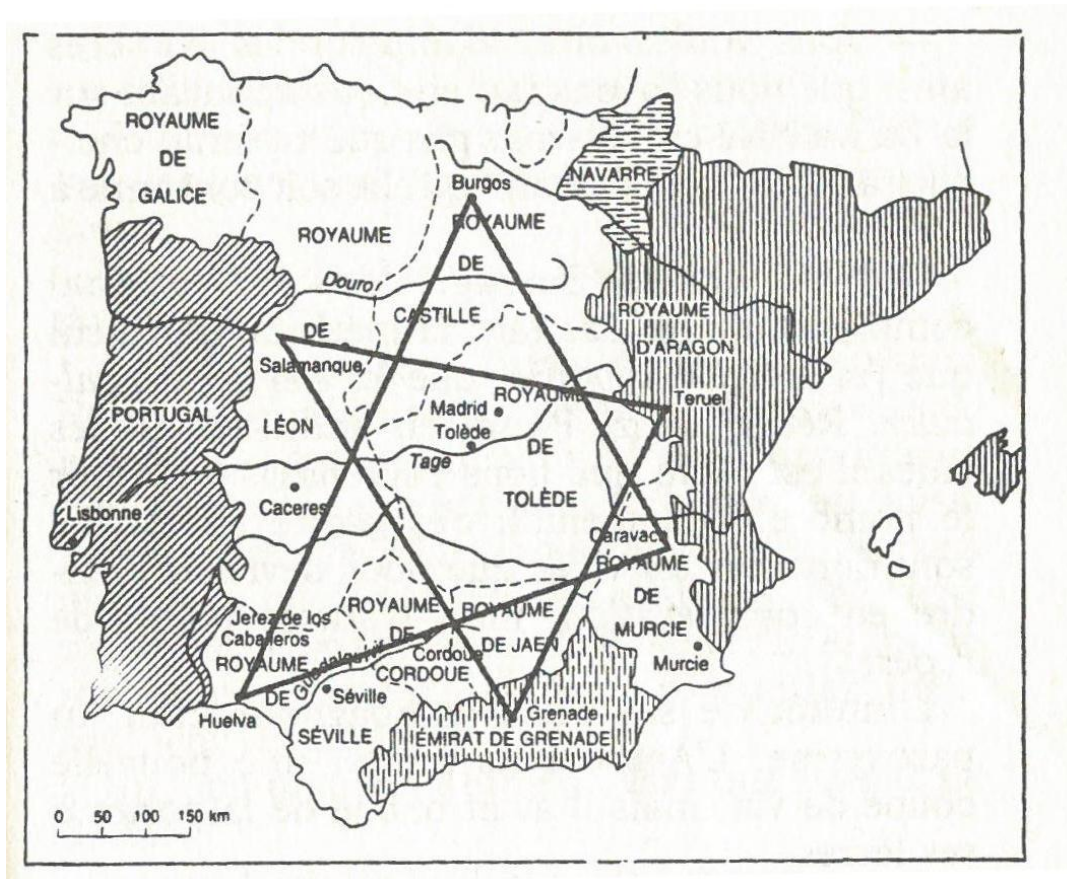 ROYAUME
DE
GALICE
NAVARRE
Burgos
ROYAUME
ROYAUME
DE
Douro
CASTILLE
ROYAUME
D'ARAGON
DE
Salamanque
Teruel
ROYAUME
Madrid
PORTUGAL
LÉON
Tolède
DE
Tage
TOLÈDE
Caceres
Lisbonne
Caravaca
ROYAUME
ROYAUME
ROYAUME
DE
Jerez de los
Caballeros
DE
MURCIE
DE JAEN
Cordoue
Murcie
ROYAUME
Guadalquivir
CORDOUE
DE
Séville
Grenade
Huelva
SÉVILLE
ÉMIRAT DE GRENADE
0 50 100 150 km